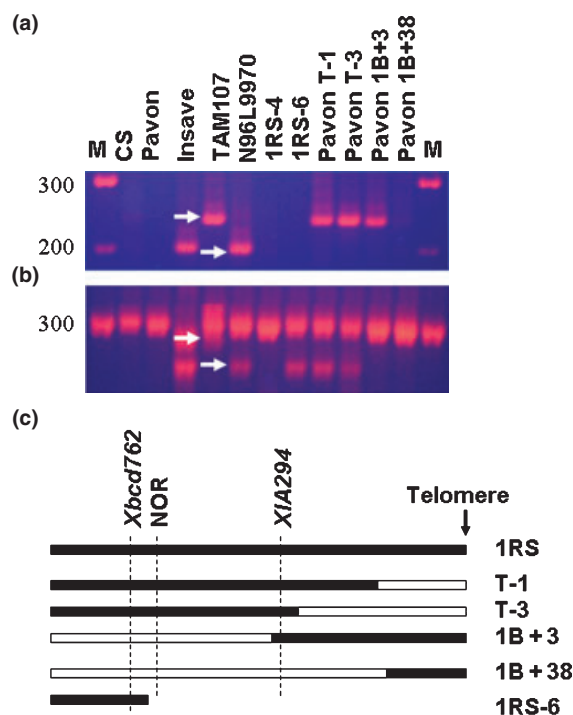 (a)
M CS Pavon Insave TAM107 N96L9970 1RS-4 1RS-6 Pavon T-1 Pavon T-3 Pavon 1B+3 Pavon 1B+38 M
300
200
(b)
300
(c)
Xbcd762 NOR XIA294 Telomere
1RS
T-1
T-3
1B + 3
1B + 38
1RS-6